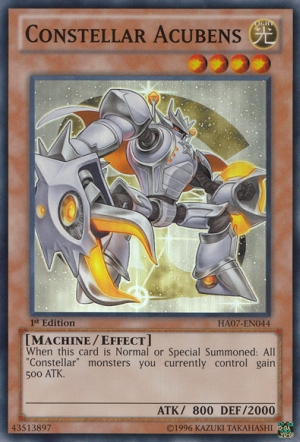 CONSTELLAR ACUBENS
LIGHT
光
1st Edition
HA07-EN044
[MACHINE/EFFECT]
When this card is Normal or Special Summoned: All
"Constellar" monsters you currently control gain
500 ATK.
ATK/ 800 DEF/2000
43513897
©1996 KAZUKI TAKAHASHI